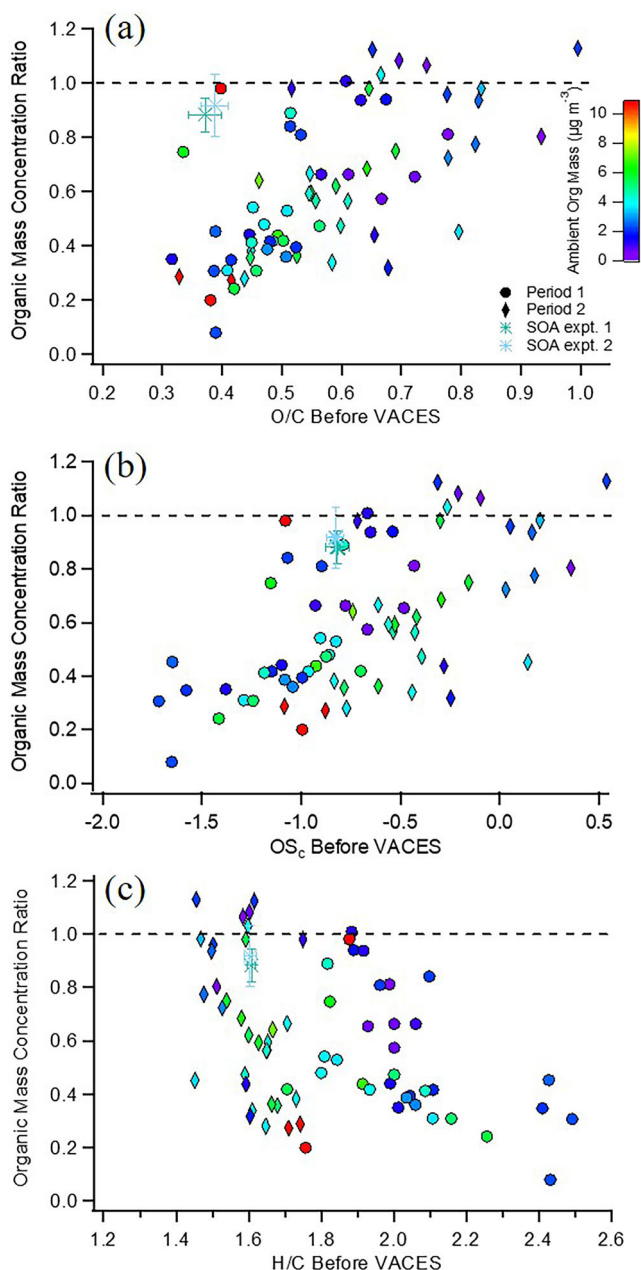 (a)
1.2
1.0
0.8
0.6
0.4
0.2
0.0
Organic Mass Concentration Ratio
0.2 0.3 0.4 0.5 0.6 0.7 0.8 0.9 1.0
O/C Before VACES
Ambient Org Mass (µg m-3)
10
8
6
4
2
0
Period 1
Period 2
SOA expt. 1
SOA expt. 2
(b)
1.2
1.0
0.8
0.6
0.4
0.2
0.0
Organic Mass Concentration Ratio
-2.0 -1.5 -1.0 -0.5 0.0 0.5
OSc Before VACES
(c)
1.2
1.0
0.8
0.6
0.4
0.2
0.0
Organic Mass Concentration Ratio
1.2 1.4 1.6 1.8 2.0 2.2 2.4 2.6
H/C Before VACES